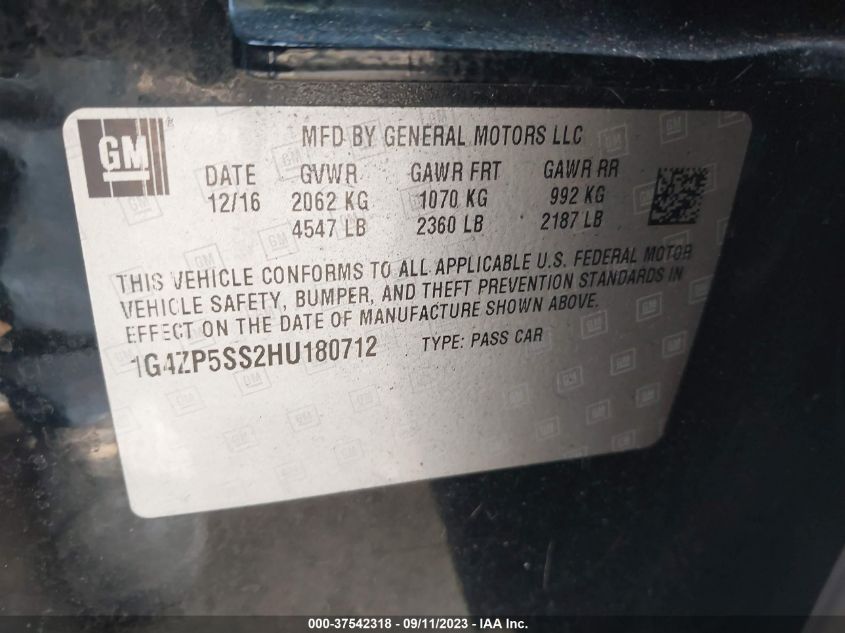 GM
MFD BY GENERAL MOTORS LLC
DATE GVWR GAWR FRT GAWR RR
12/16 2062 KG 1070 KG 992 KG
4547 LB 2360 LB 2187 LB
THIS VEHICLE CONFORMS TO ALL APPLICABLE U.S. FEDERAL MOTOR
VEHICLE SAFETY, BUMPER, AND THEFT PREVENTION STANDARDS IN
EFFECT ON THE DATE OF MANUFACTURE SHOWN ABOVE.
1G4ZP5SS2HU180712 TYPE: PASS CAR
000-37542318 - 09/11/2023 - IAA Inc.